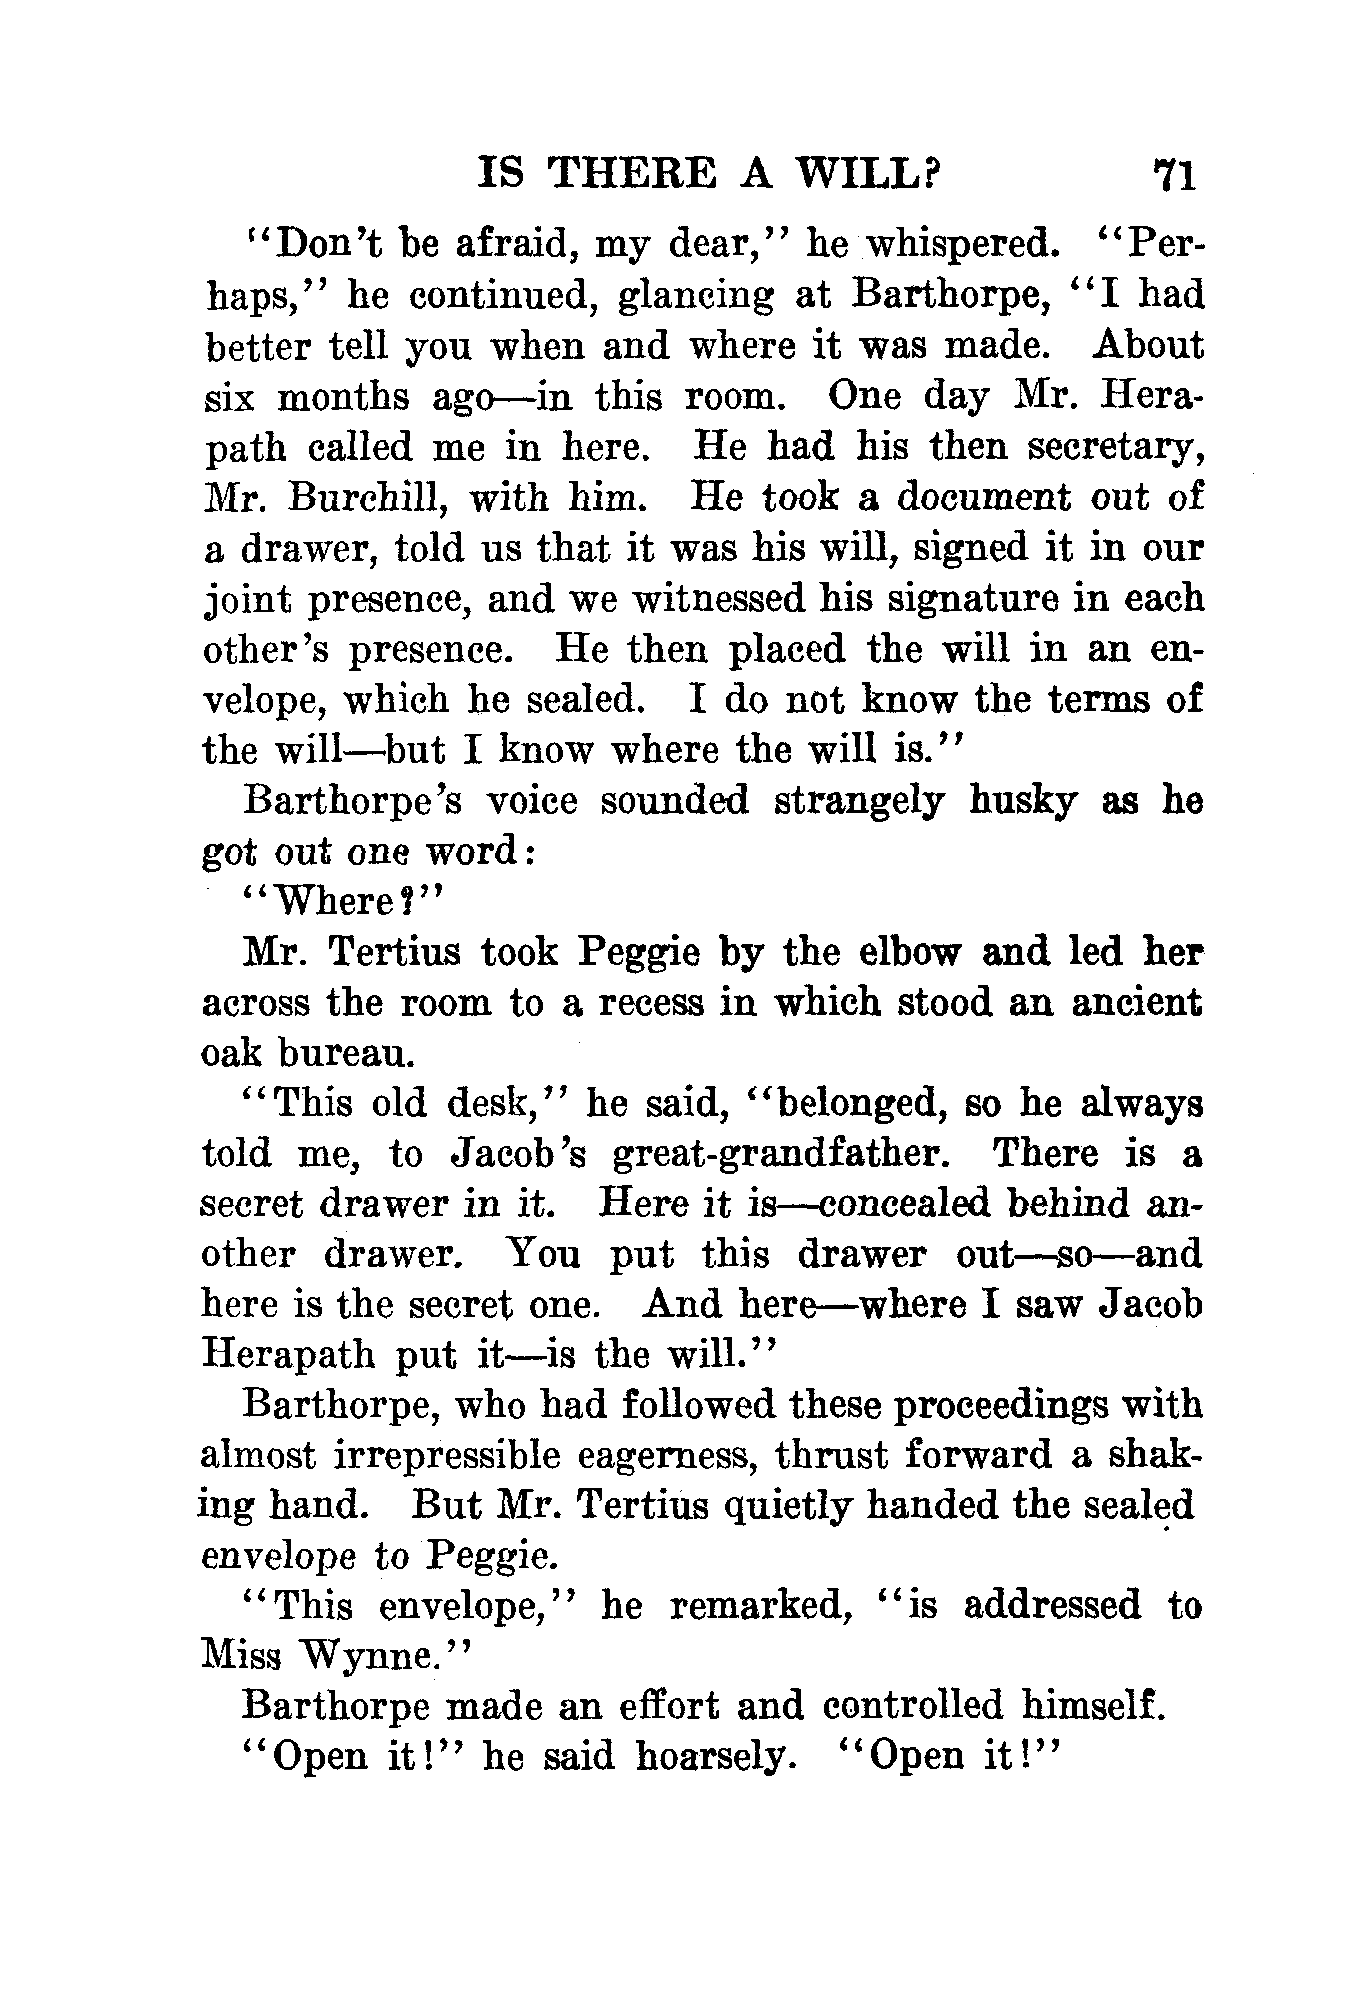 IS THERE A WILL? 71
"Don't be afraid, my dear," he whispered. "Per-
haps," he continued, glancing at Barthorpe, "I had
better tell you when and where it was made. About
six months ago—in this room. One day Mr. Hera-
path called me in here. He had his then secretary,
Mr. Burchill, with him. He took a document out of
a drawer, told us that it was his will, signed it in our
joint presence, and we witnessed his signature in each
other's presence. He then placed the will in an en-
velope, which he sealed. I do not know the terms of
the will—but I know where the will is."
Barthorpe's voice sounded strangely husky as he
got out one word:
"Where?"
Mr. Tertius took Peggie by the elbow and led her
across the room to a recess in which stood an ancient
oak bureau.
"This old desk," he said, "belonged, so he always
told me, to Jacob's great-grandfather. There is a
secret drawer in it. Here it is—concealed behind an-
other drawer. You put this drawer out—so—and
here is the secret one. And here—where I saw Jacob
Herapath put it—is the will."
Barthorpe, who had followed these proceedings with
almost irrepressible eagerness, thrust forward a shak-
ing hand. But Mr. Tertius quietly handed the sealed
envelope to Peggie.
"This envelope," he remarked, "is addressed to
Miss Wynne."
Barthorpe made an effort and controlled himself.
"Open it!" he said hoarsely. "Open it!"